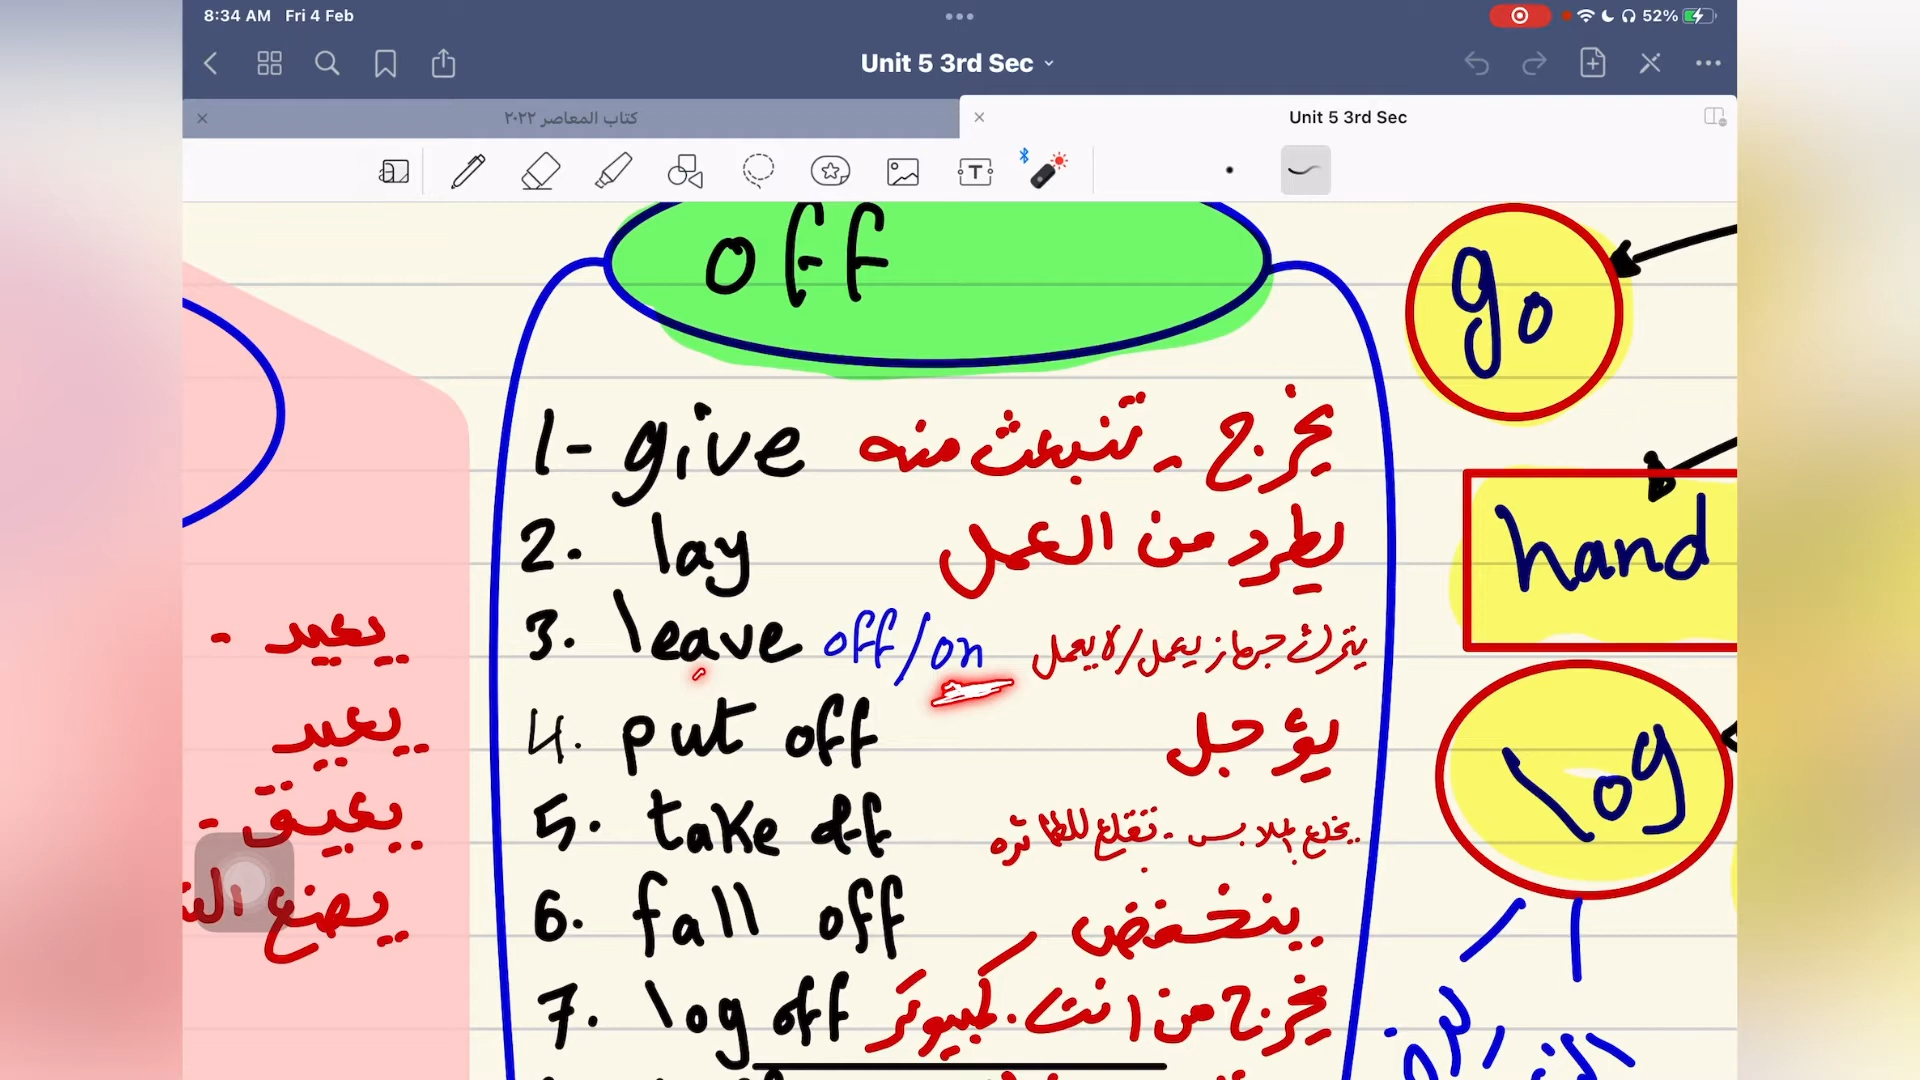 8:34 AM Fri 4 Feb
52%
Unit 5 3rd Sec
كتاب المعاصر ٢٠٢٢
Unit 5 3rd Sec
off
go
1- give يخرج - تنبعث منه
2. lay يطرد من العمل
hand
3. leave off/on يترك جهاز يعمل/لا يعمل
يعيد -
4. put off يؤجل
يعيد
log
5. take off يخلع الملابس - تقلع للطائرة
يعيق -
6. fall off ينخفض
يصنع
7. log off يخرج من انت. كمبيوتر